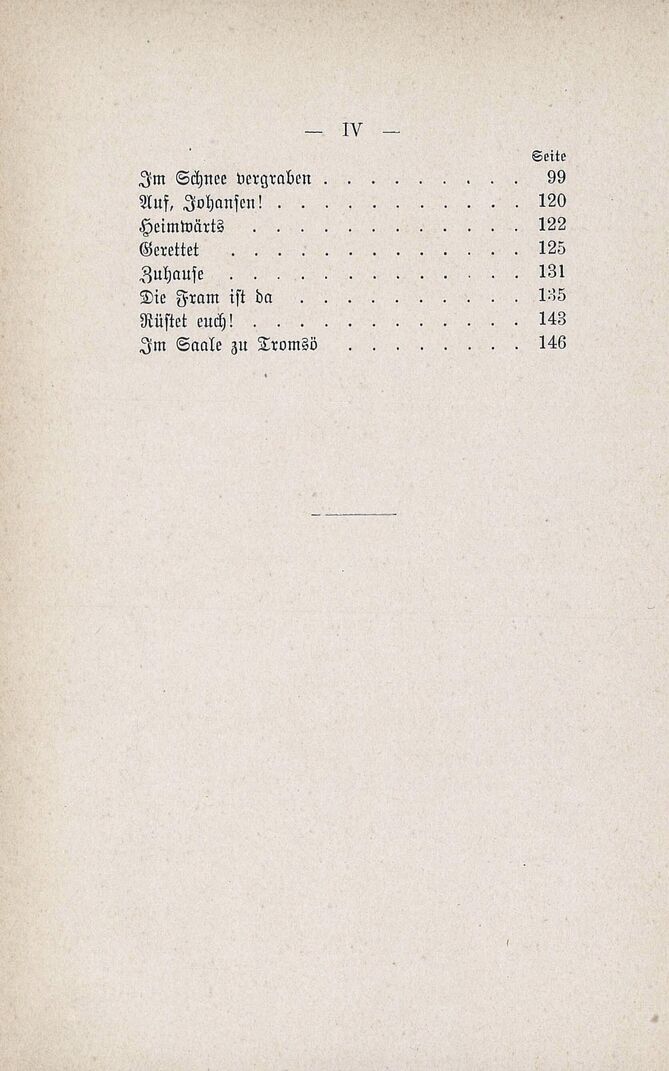 — IV —
Seite
Im Schnee vergraben . . . . . . . . . 99
Auf, Johansen! . . . . . . . . . . . 120
Heimwärts . . . . . . . . . . . . 122
Gerettet . . . . . . . . . . . . . 125
Zuhause . . . . . . . . . . . . . 131
Die Fram ist da . . . . . . . . . . 135
Rüstet euch! . . . . . . . . . . . . 143
Im Saale zu Tromsö . . . . . . . . 146